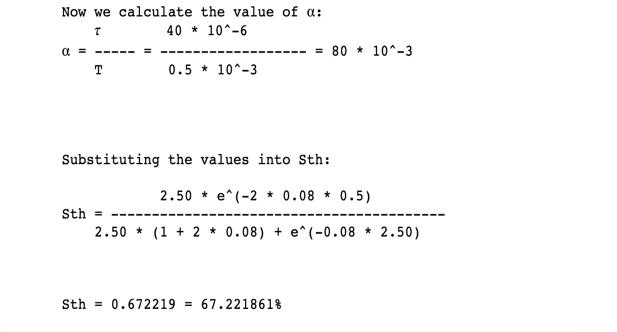 Now we calculate the value of α:
τ 40 * 10^-6
α = ----- = ------------------ = 80 * 10^-3
T 0.5 * 10^-3
Substituting the values into Sth:
2.50 * e^(-2 * 0.08 * 0.5)
Sth = -----------------------------------------
2.50 * (1 + 2 * 0.08) + e^(-0.08 * 2.50)
Sth = 0.672219 = 67.221861%